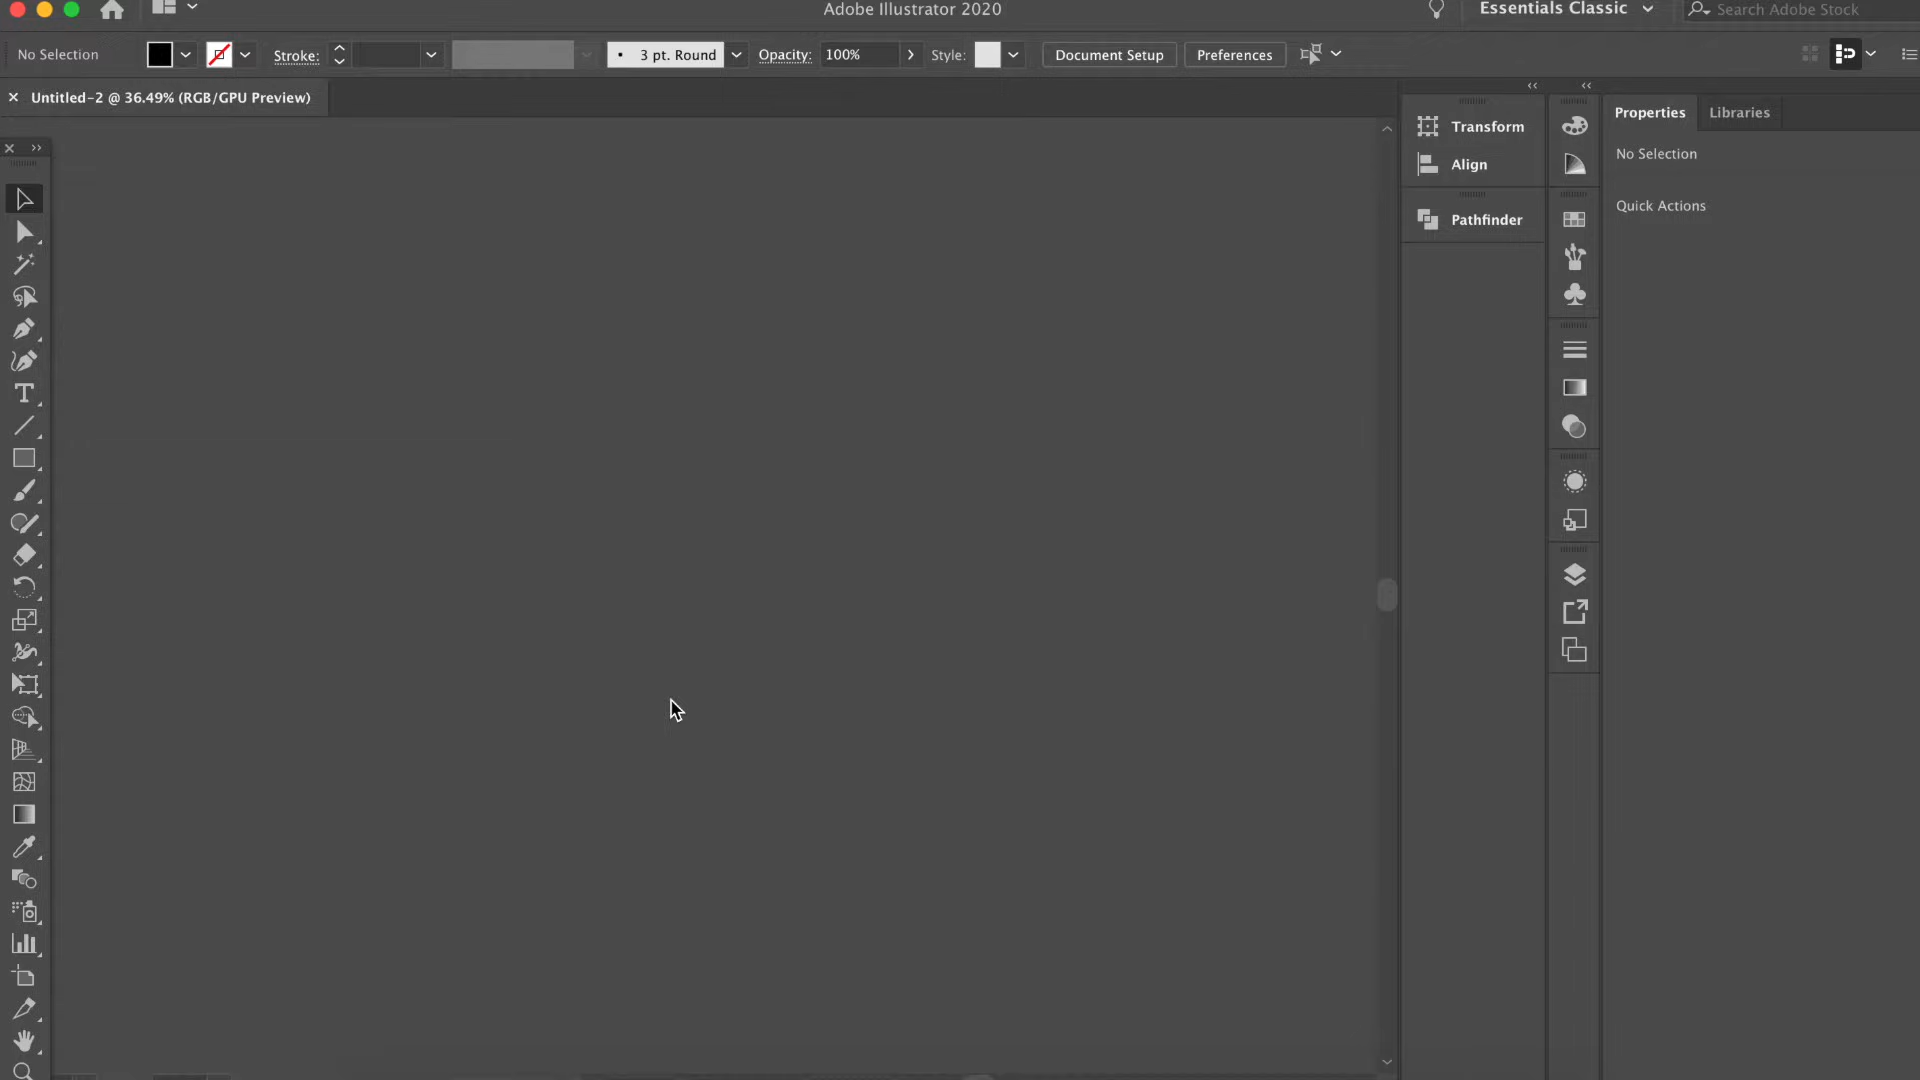 Adobe Illustrator 2020
Essentials Classic
Search Adobe Stock
No Selection
Stroke:
3 pt. Round
Opacity:
100%
Style:
Document Setup
Preferences
Untitled-2 @ 36.49% (RGB/GPU Preview)
Transform
Align
Pathfinder
Properties
Libraries
No Selection
Quick Actions